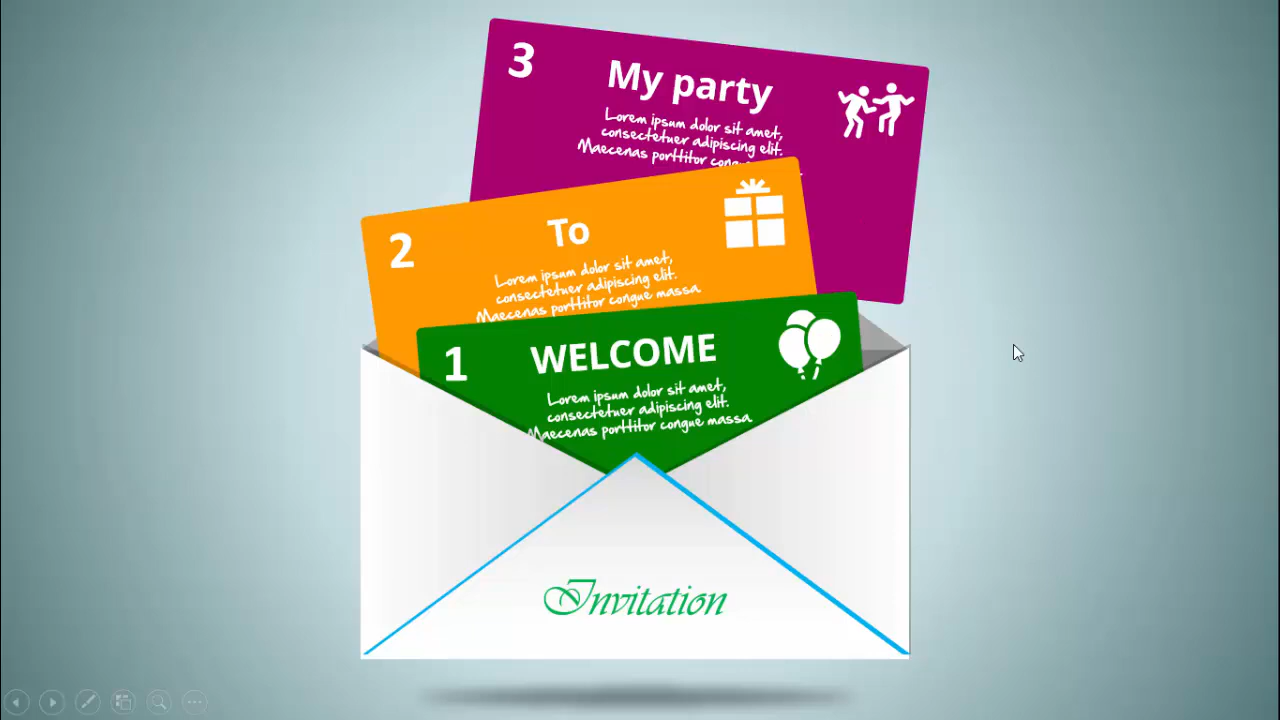 3
My party
Lorem ipsum dolor sit amet,
consectetuer adipiscing elit.
Maecenas porttitor
2
To
Lorem ipsum dolor sit amet,
consectetuer adipiscing elit.
Maecenas porttitor congue massa
1
WELCOME
Lorem ipsum dolor sit amet,
consectetuer adipiscing elit.
Maecenas porttitor congue massa
Invitation